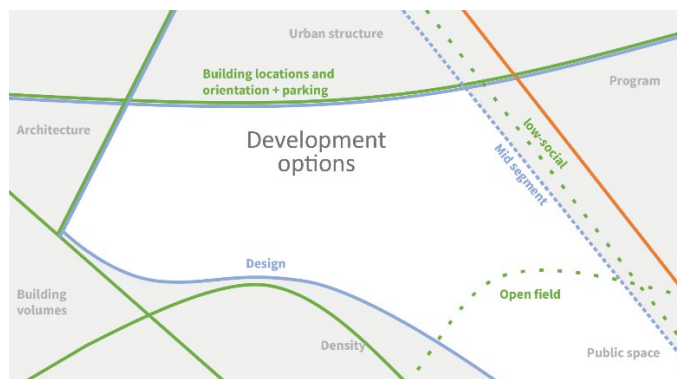 Urban structure
Building locations and
orientation + parking
Program
Architecture
Development
options
low-social
Mid segment
Design
Open field
Building
volumes
Density
Public space